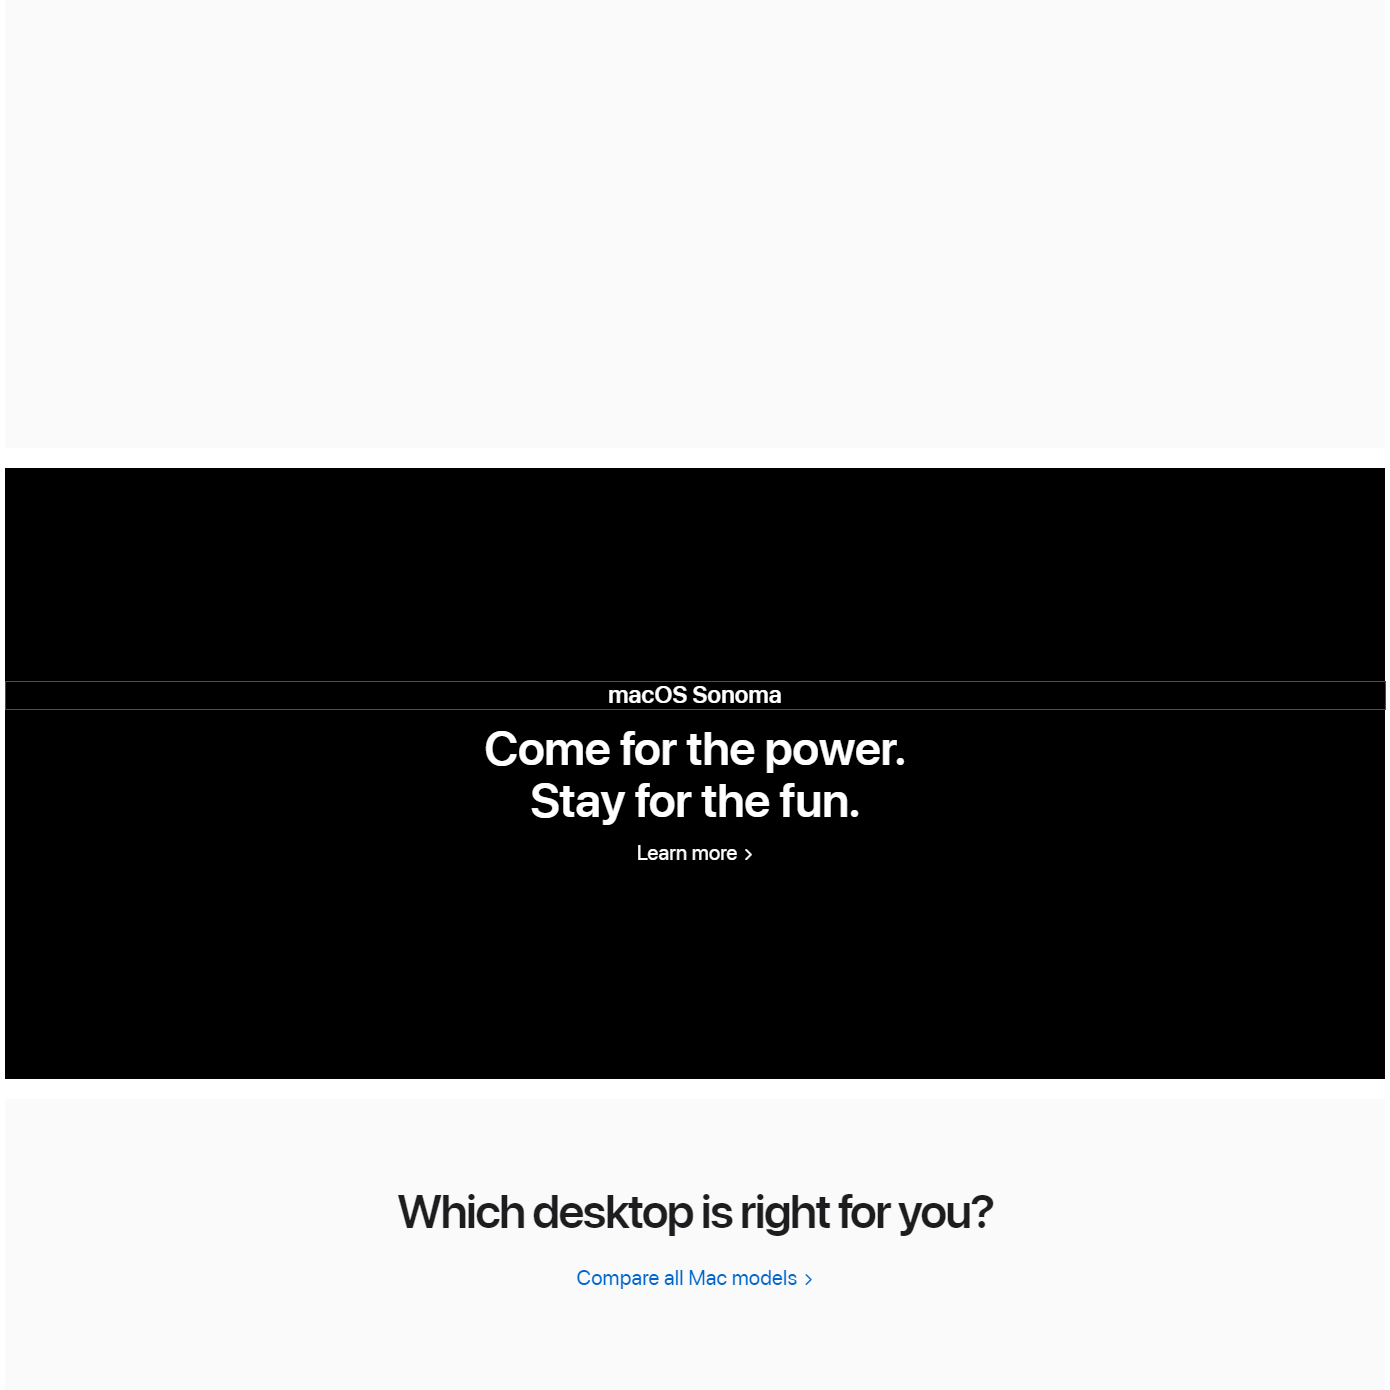 macOS Sonoma
Come for the power.
Stay for the fun.
Learn more >
Which desktop is right for you?
Compare all Mac models >